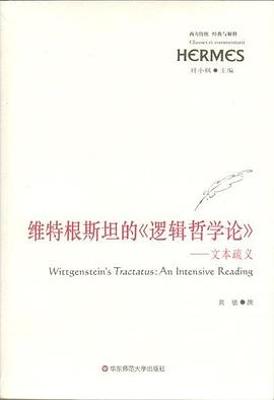 西方传统 经典与解释
Classici et commentarii
HERMES
刘小枫·主编
维特根斯坦的《逻辑哲学论》
——文本疏义
Wittgenstein's Tractatus: An Intensive Reading
黄敏·撰
华东师范大学出版社